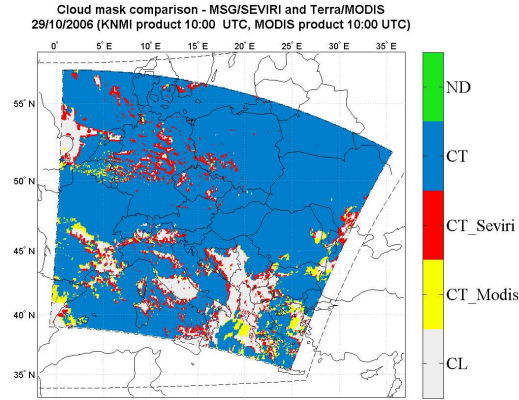 Cloud mask comparison - MSG/SEVIRI and Terra/MODIS
29/10/2006 (KNMI product 10:00 UTC, MODIS product 10:00 UTC)
0° 5° E 10° E 15° E 20° E 25° E 30° E 35° E
55° N
50° N
45° N
40° N
35° N
ND
CT
CT_Seviri
CT_Modis
CL